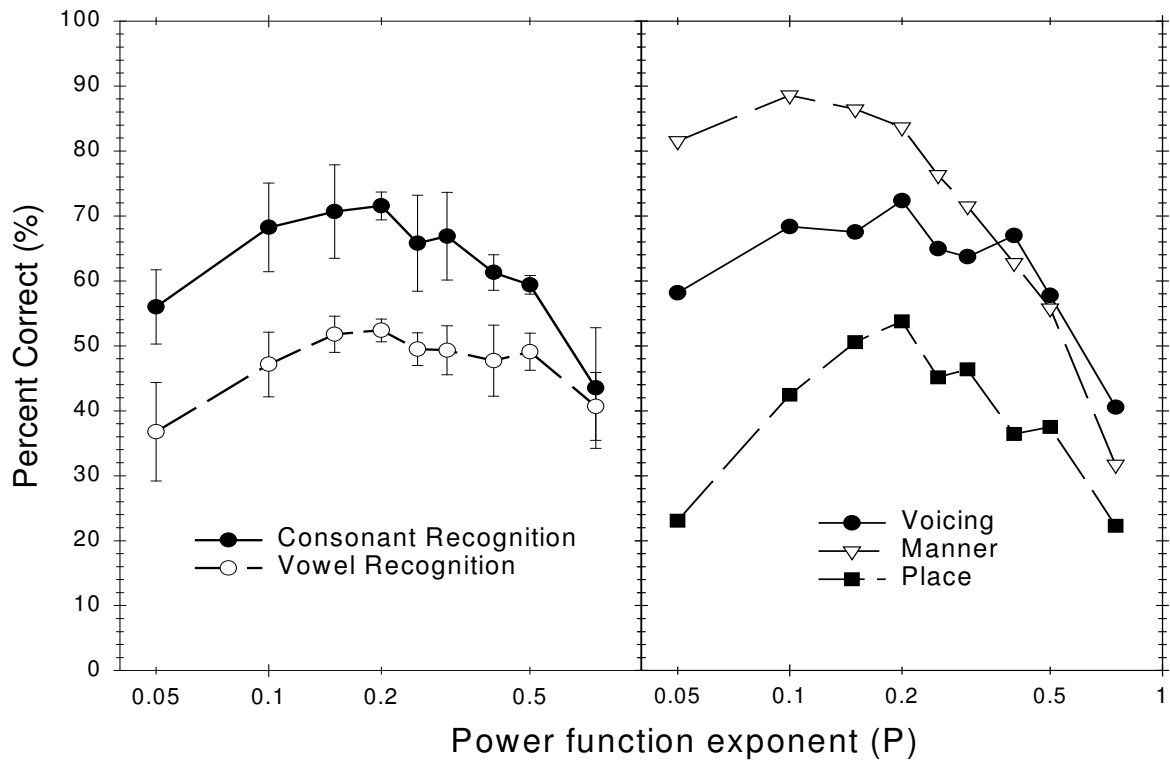 100
90
80
70
60
50
40
30
20
10
0
Percent Correct (%)
Consonant Recognition
Vowel Recognition
Voicing
Manner
Place
0.05 0.1 0.2 0.5 0.05 0.1 0.2 0.5 1
Power function exponent (P)